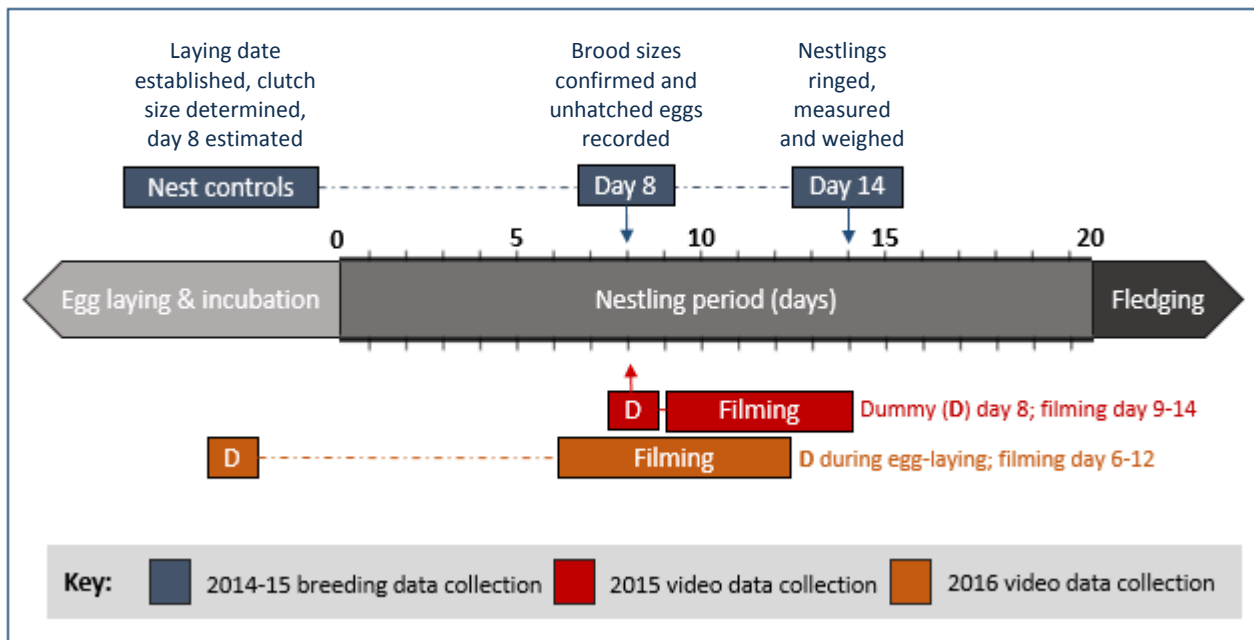 Laying date
established, clutch
size determined,
day 8 estimated
Brood sizes
confirmed and
unhatched eggs
recorded
Nestlings
ringed,
measured
and weighed
Nest controls
Day 8
Day 14
0 5 10 15 20
Egg laying & incubation
Nestling period (days)
Fledging
D
Filming
Dummy (D) day 8; filming day 9-14
D
Filming
D during egg-laying; filming day 6-12
Key:
2014-15 breeding data collection
2015 video data collection
2016 video data collection